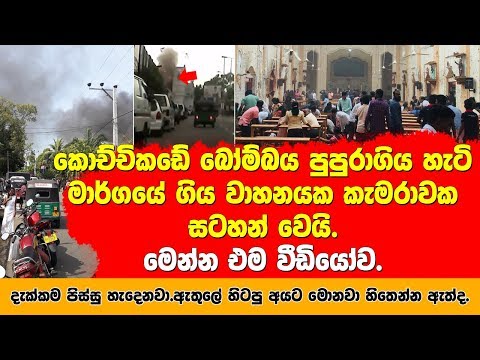 කොච්චිකඩේ බෝම්බය පුපුරාගිය හැටි
මාර්ගයේ ගිය වාහනයක කැමරාවක
සටහන් වෙයි.
මෙන්න එම වීඩියෝව.
දැක්කම පිස්සු හැදෙනවා.ඇතුලේ හිටපු අයට මොනවා හිතෙන්න ඇත්ද.